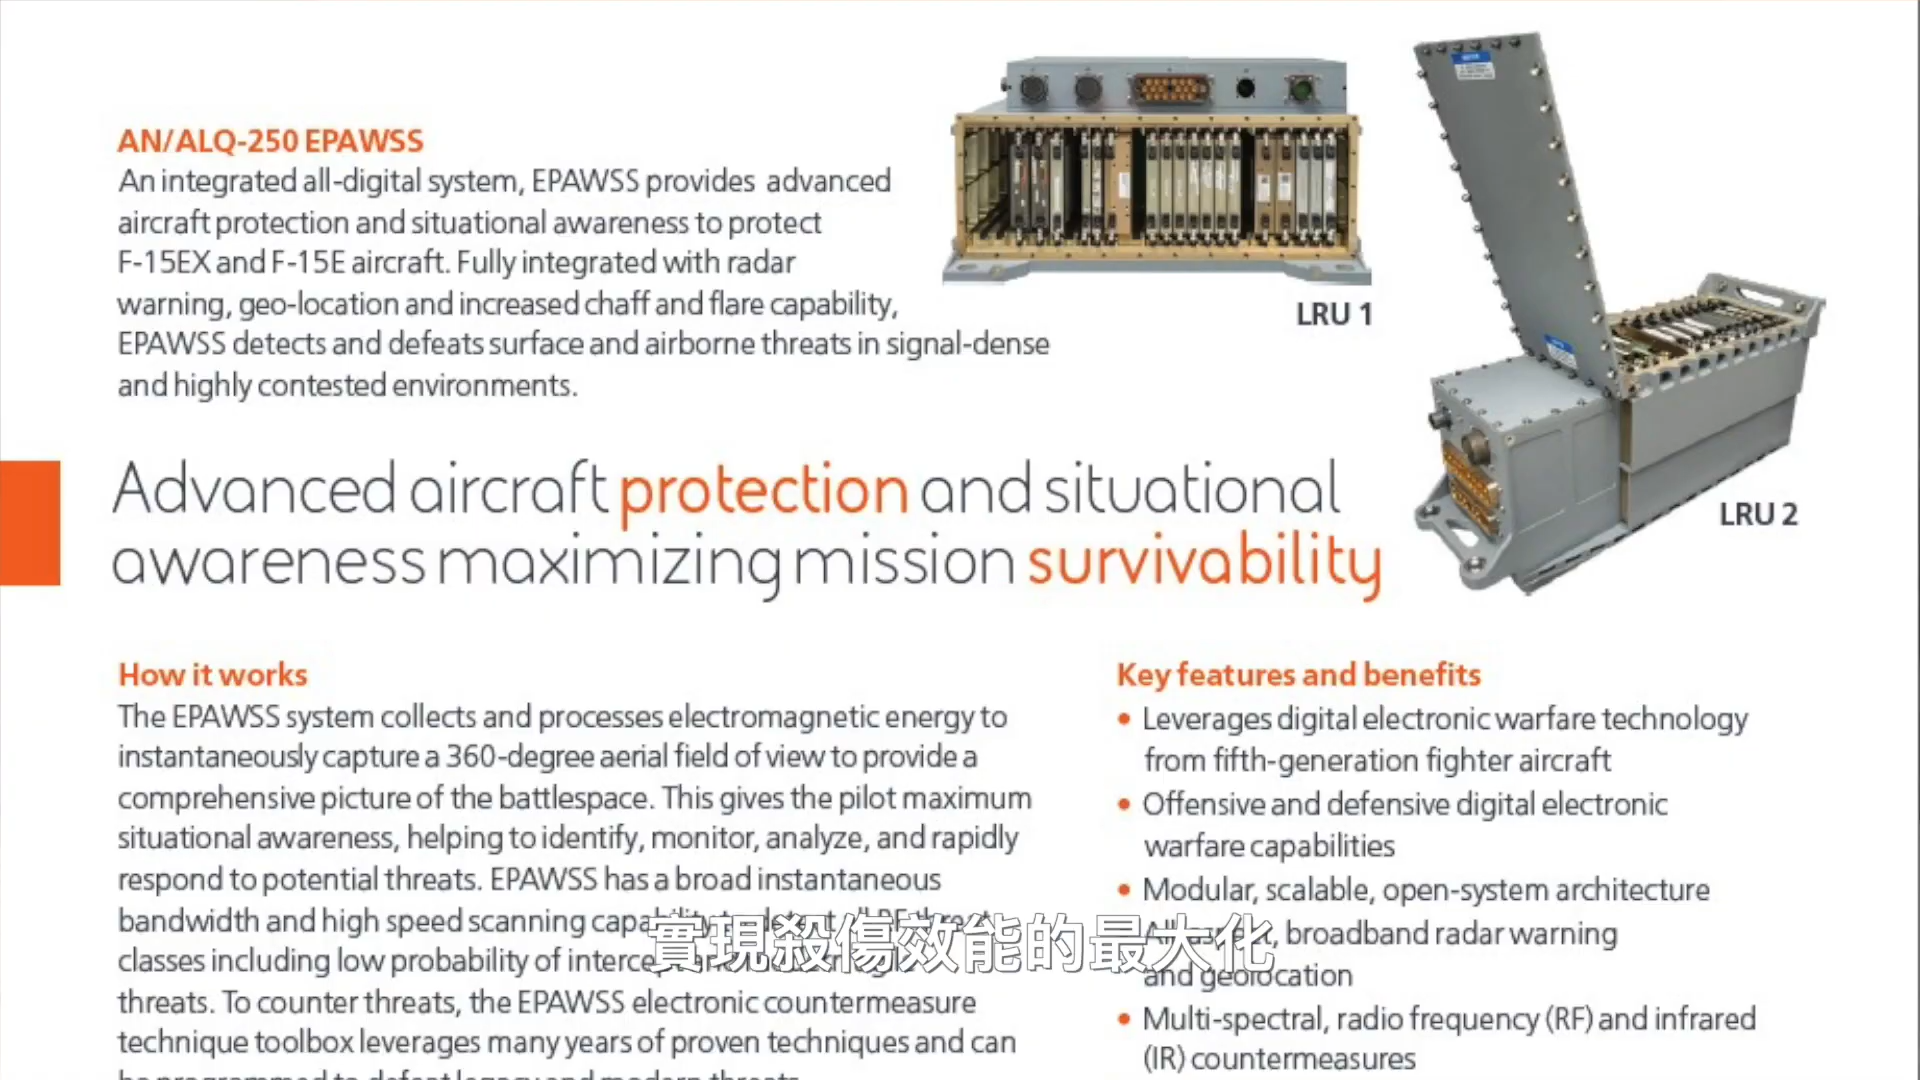 AN/ALQ-250 EPAWSS
An integrated all-digital system, EPAWSS provides advanced
aircraft protection and situational awareness to protect
F-15EX and F-15E aircraft. Fully integrated with radar
warning, geo-location and increased chaff and flare capability,
EPAWSS detects and defeats surface and airborne threats in signal-dense
and highly contested environments.
LRU 1
LRU 2
Advanced aircraft protection and situational
awareness maximizing mission survivability
How it works
The EPAWSS system collects and processes electromagnetic energy to
instantaneously capture a 360-degree aerial field of view to provide a
comprehensive picture of the battlespace. This gives the pilot maximum
situational awareness, helping to identify, monitor, analyze, and rapidly
respond to potential threats. EPAWSS has a broad instantaneous
bandwidth and high speed scanning
classes including low probability of
threats. To counter threats, the EPAWSS electronic countermeasure
technique toolbox leverages many years of proven techniques and can
be programmed to defeat legacy and modern threats.
Key features and benefits
• Leverages digital electronic warfare technology
from fifth-generation fighter aircraft
• Offensive and defensive digital electronic
warfare capabilities
• Modular, scalable, open-system architecture
• broadband radar warning
and geolocation
• Multi-spectral, radio frequency (RF) and infrared
(IR) countermeasures
實現殺傷效能的最大化